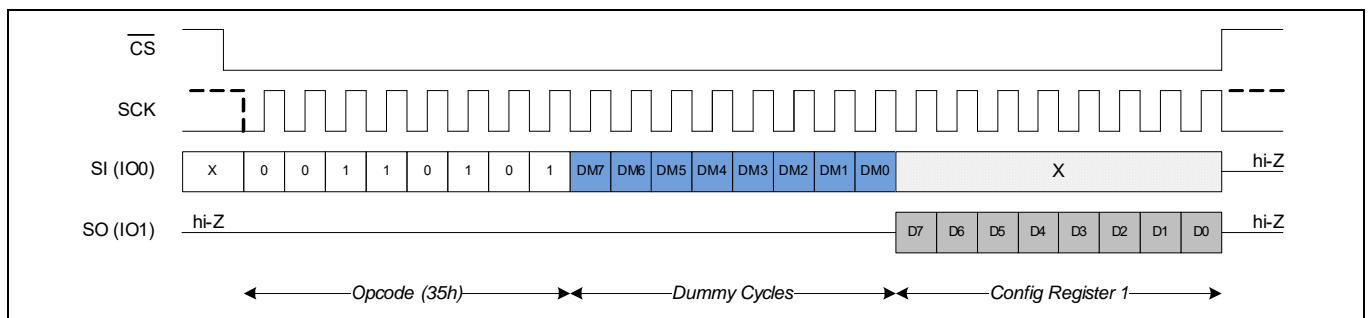 CS
SCK
SI (IO0) X 0 0 1 1 0 1 0 1 DM7 DM6 DM5 DM4 DM3 DM2 DM1 DM0 X hi-Z
SO (IO1) hi-Z D7 D6 D5 D4 D3 D2 D1 D0 hi-Z
Opcode (35h) Dummy Cycles Config Register 1